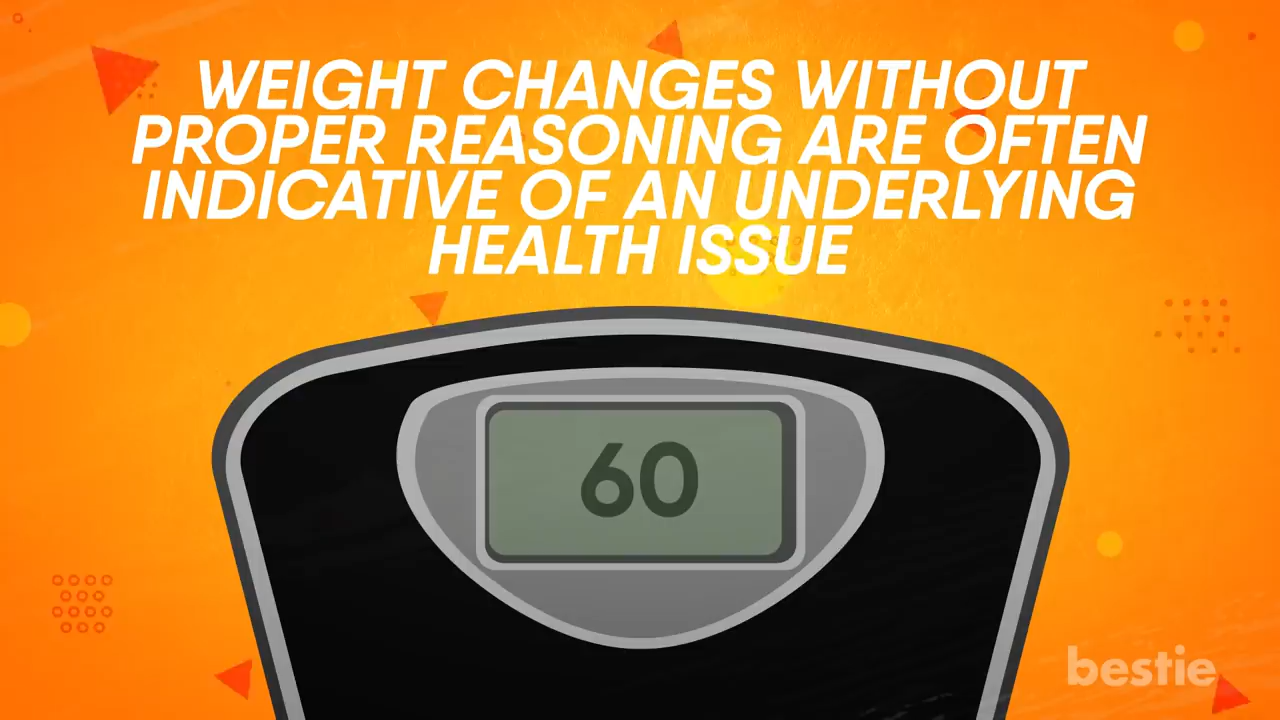 WEIGHT CHANGES WITHOUT
PROPER REASONING ARE OFTEN
INDICATIVE OF AN UNDERLYING
HEALTH ISSUE
60
bestie